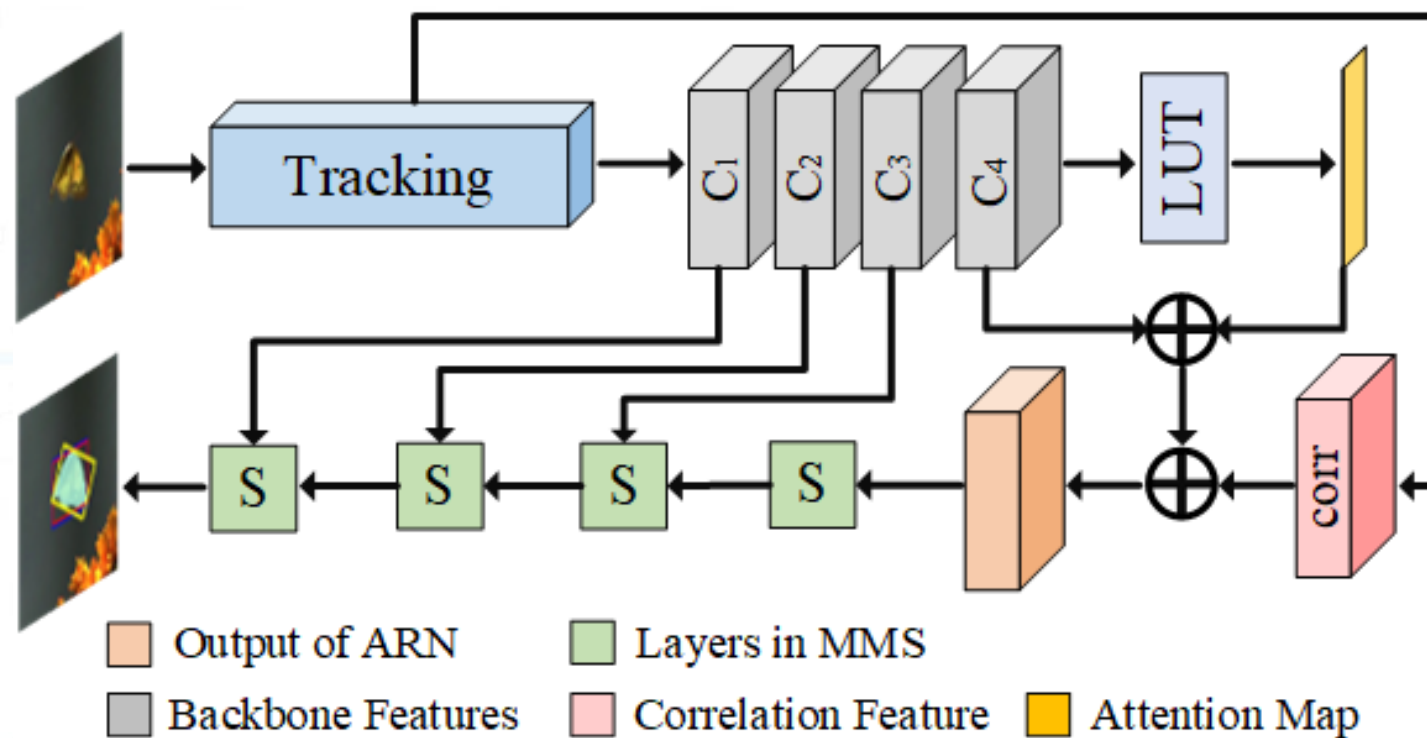 Tracking
C1
C2
C3
C4
LUT
S
S
S
S
corr
Output of ARN
Layers in MMS
Backbone Features
Correlation Feature
Attention Map